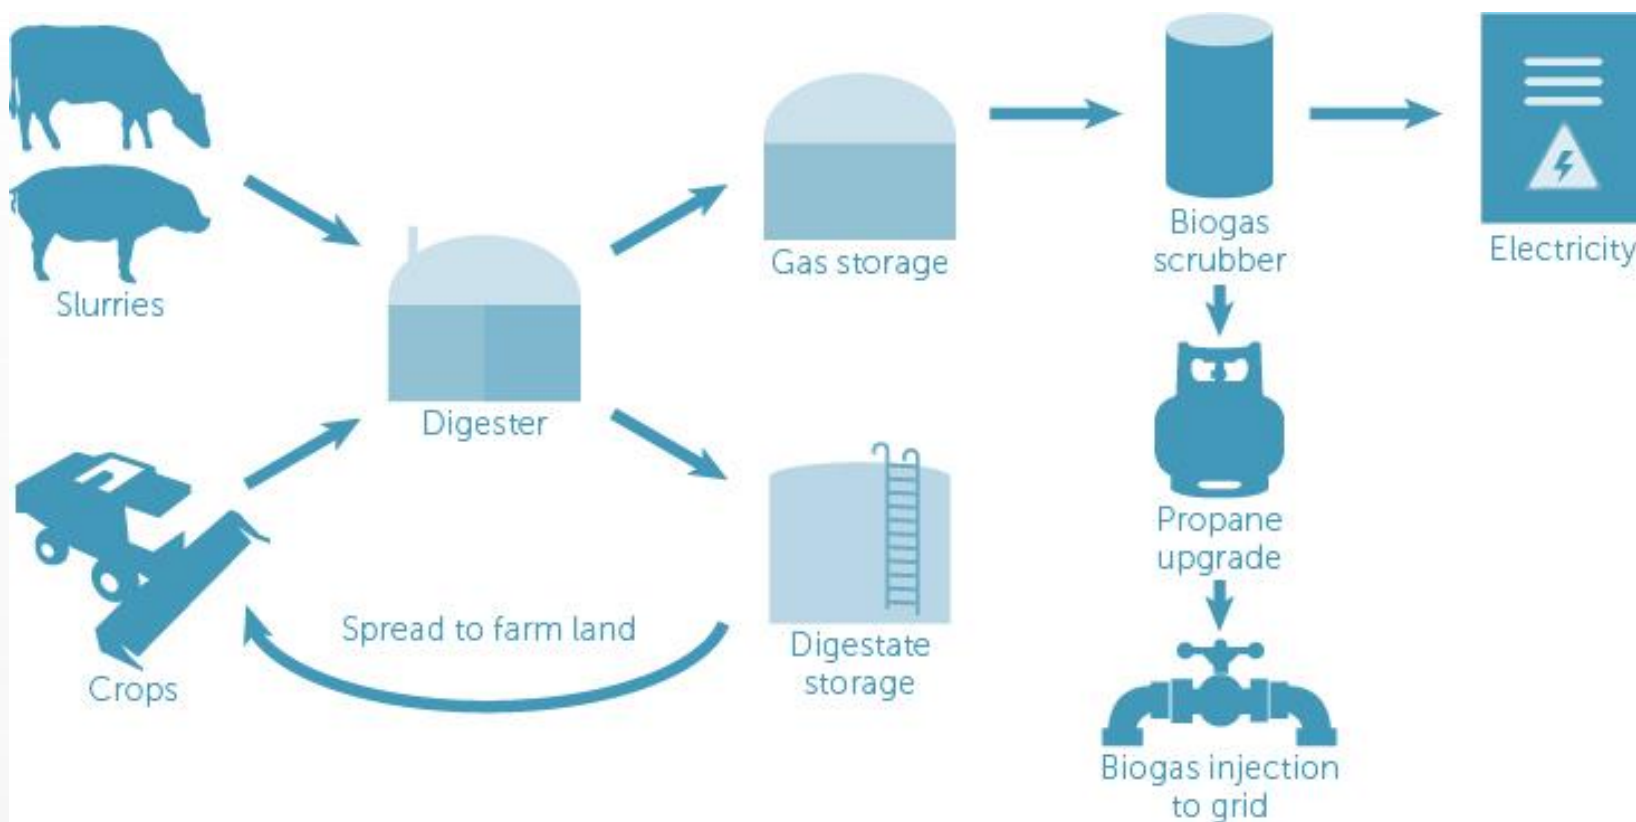 Slurries
Digester
Crops
Spread to farm land
Gas storage
Digestate
storage
Biogas
scrubber
Electricity
Propane
upgrade
Biogas injection
to grid